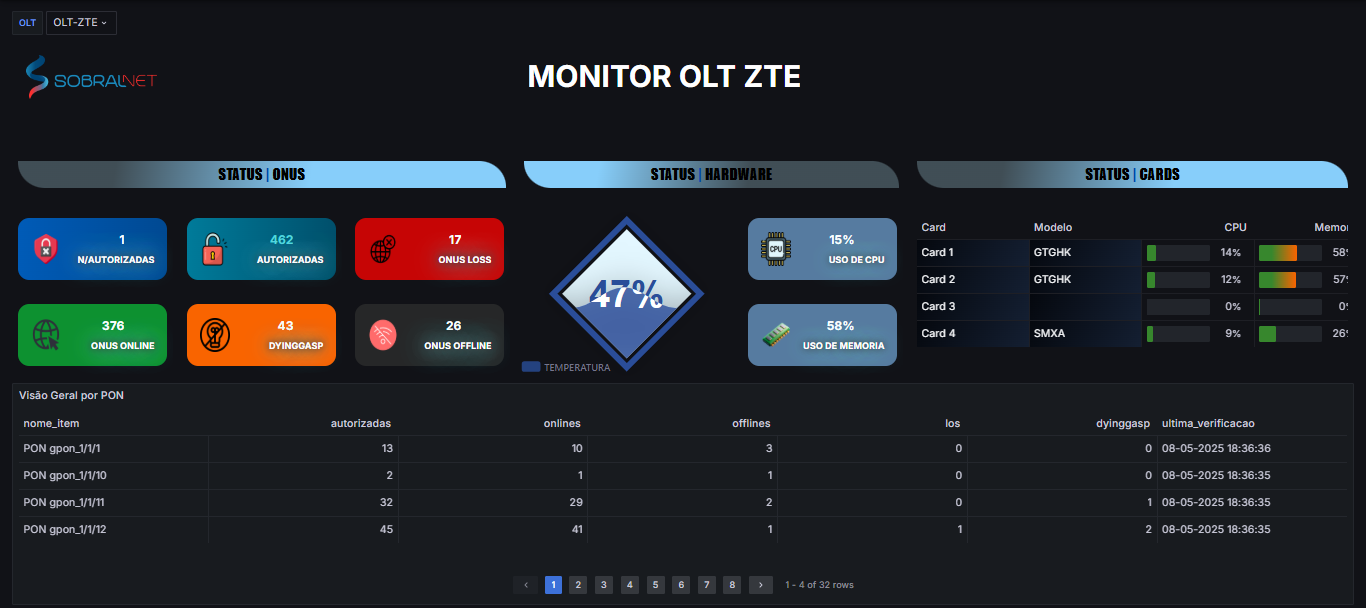 OLT OLT-ZTE
SOBRALNET
MONITOR OLT ZTE
STATUS | ONUS
1
N/AUTORIZADAS
462
AUTORIZADAS
17
ONUS LOSS
376
ONUS ONLINE
43
DYINGGASP
26
ONUS OFFLINE
STATUS | HARDWARE
47%
TEMPERATURA
CPU
15%
USO DE CPU
58%
USO DE MEMORIA
STATUS | CARDS
Card Modelo CPU Memor
Card 1 GTGHK 14% 58%
Card 2 GTGHK 12% 57%
Card 3 0% 0%
Card 4 SMXA 9% 26%
Visão Geral por PON
nome_item autorizadas onlines offlines los dyinggasp ultima_verificacao
PON gpon_1/1/1 13 10 3 0 0 08-05-2025 18:36:36
PON gpon_1/1/10 2 1 1 0 0 08-05-2025 18:36:35
PON gpon_1/1/11 32 29 2 0 1 08-05-2025 18:36:35
PON gpon_1/1/12 45 41 1 1 2 08-05-2025 18:36:35
‹ 1 2 3 4 5 6 7 8 › 1 - 4 of 32 rows